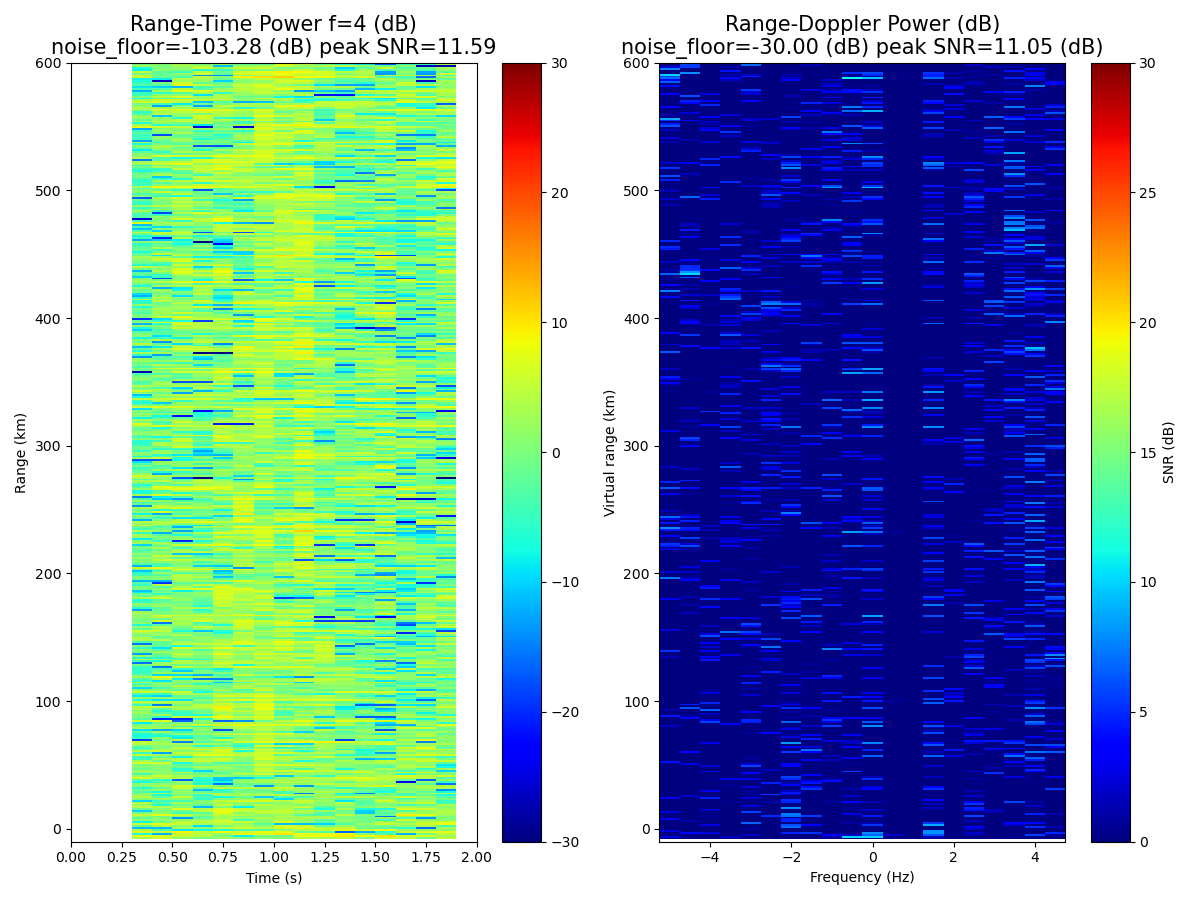 Range-Time Power f=4 (dB)
noise_floor=-103.28 (dB) peak SNR=11.59
Range-Doppler Power (dB)
noise_floor=-30.00 (dB) peak SNR=11.05 (dB)
600
500
400
300
200
100
0
Range (km)
0.00 0.25 0.50 0.75 1.00 1.25 1.50 1.75 2.00
Time (s)
30
20
10
0
−10
−20
−30
600
500
400
300
200
100
0
Virtual range (km)
−4 −2 0 2 4
Frequency (Hz)
30
25
20
15
10
5
0
SNR (dB)